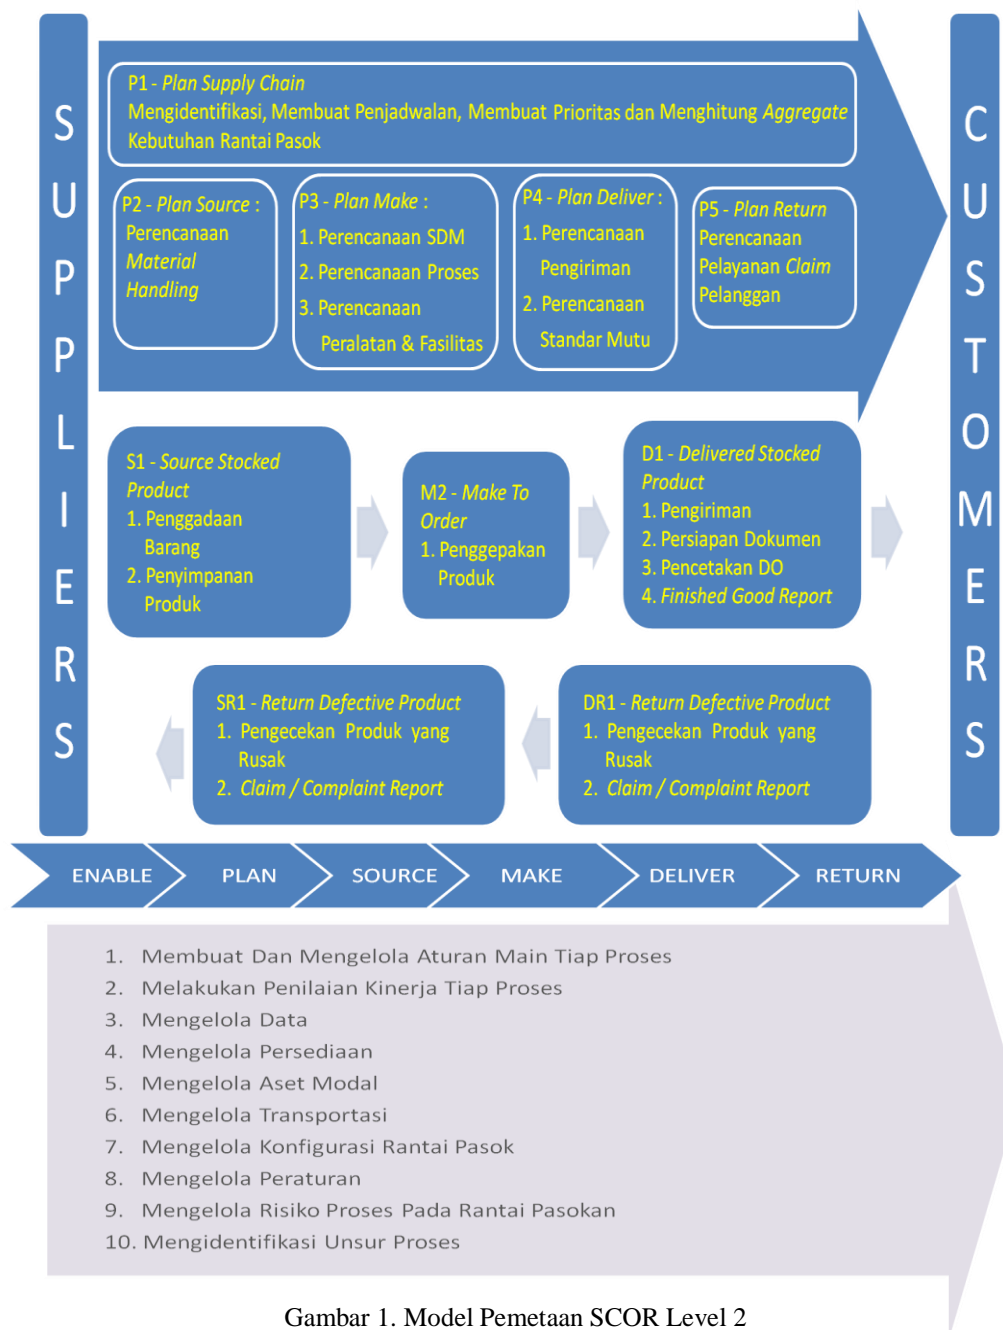 SUPPLIERS
P1 - Plan Supply Chain
Mengidentifikasi, Membuat Penjadwalan, Membuat Prioritas dan Menghitung Aggregate
Kebutuhan Rantai Pasok
P2 - Plan Source :
Perencanaan
Material
Handling
P3 - Plan Make :
1. Perencanaan SDM
2. Perencanaan Proses
3. Perencanaan
Peralatan & Fasilitas
P4 - Plan Deliver :
1. Perencanaan
Pengiriman
2. Perencanaan
Standar Mutu
P5 - Plan Return
Perencanaan
Pelayanan Claim
Pelanggan
CUSTOMERS
S1 - Source Stocked
Product
1. Penggadaan
Barang
2. Penyimpanan
Produk
M2 - Make To
Order
1. Penggepakan
Produk
D1 - Delivered Stocked
Product
1. Pengiriman
2. Persiapan Dokumen
3. Pencetakan DO
4. Finished Good Report
SR1 - Return Defective Product
1. Pengecekan Produk yang
Rusak
2. Claim / Complaint Report
DR1 - Return Defective Product
1. Pengecekan Produk yang
Rusak
2. Claim / Complaint Report
ENABLE
PLAN
SOURCE
MAKE
DELIVER
RETURN
1. Membuat Dan Mengelola Aturan Main Tiap Proses
2. Melakukan Penilaian Kinerja Tiap Proses
3. Mengelola Data
4. Mengelola Persediaan
5. Mengelola Aset Modal
6. Mengelola Transportasi
7. Mengelola Konfigurasi Rantai Pasok
8. Mengelola Peraturan
9. Mengelola Risiko Proses Pada Rantai Pasokan
10. Mengidentifikasi Unsur Proses
Gambar 1. Model Pemetaan SCOR Level 2